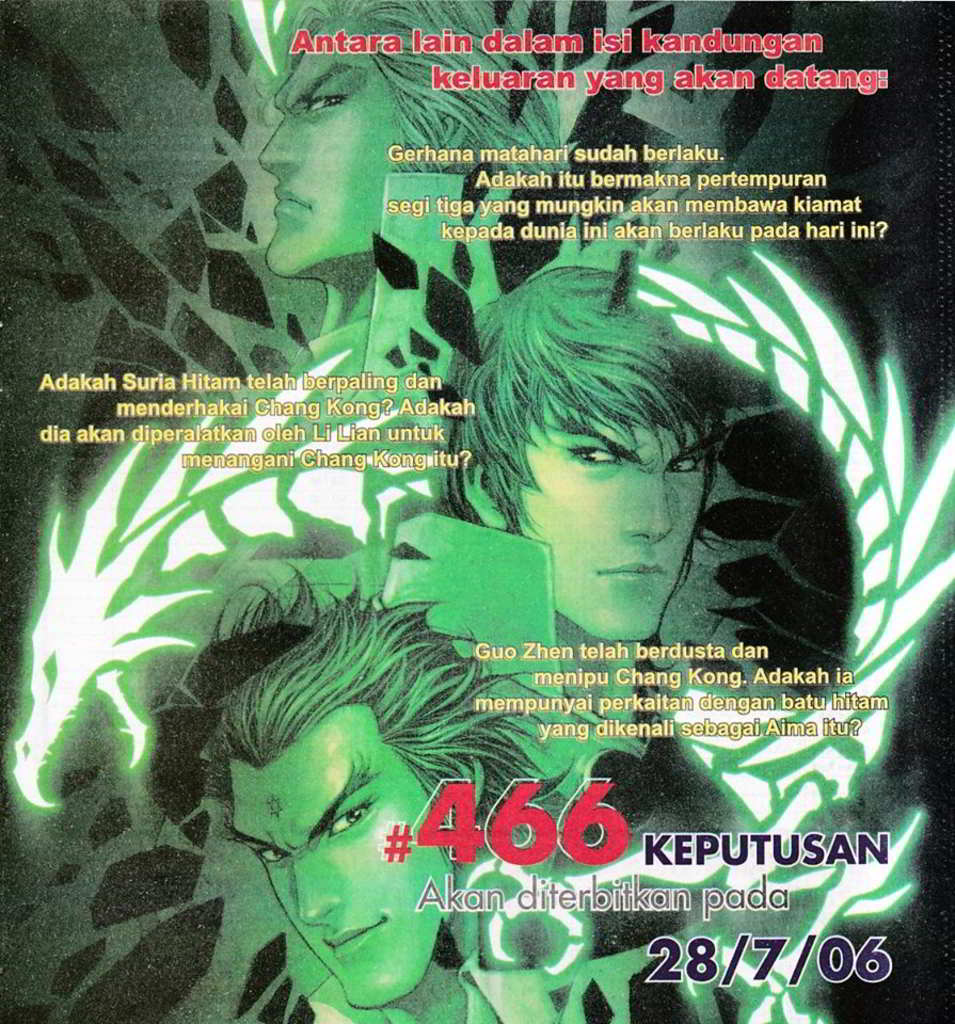 Antara lain dalam isi kandungan
keluaran yang akan datang:
Gerhana matahari sudah berlaku.
Adakah itu bermakna pertempuran
segi tiga yang mungkin akan membawa kiamat
kepada dunia ini akan berlaku pada hari ini?
Adakah Suria Hitam telah berpaling dan
menderhakai Chang Kong? Adakah
dia akan diperalatkan oleh Li Lian untuk
menangani Chang Kong itu?
Guo Zhen telah berdusta dan
menipu Chang Kong. Adakah ia
mempunyai perkaitan dengan batu hitam
yang dikenali sebagai Aima itu?
#466 KEPUTUSAN
Akan diterbitkan pada
28/7/06